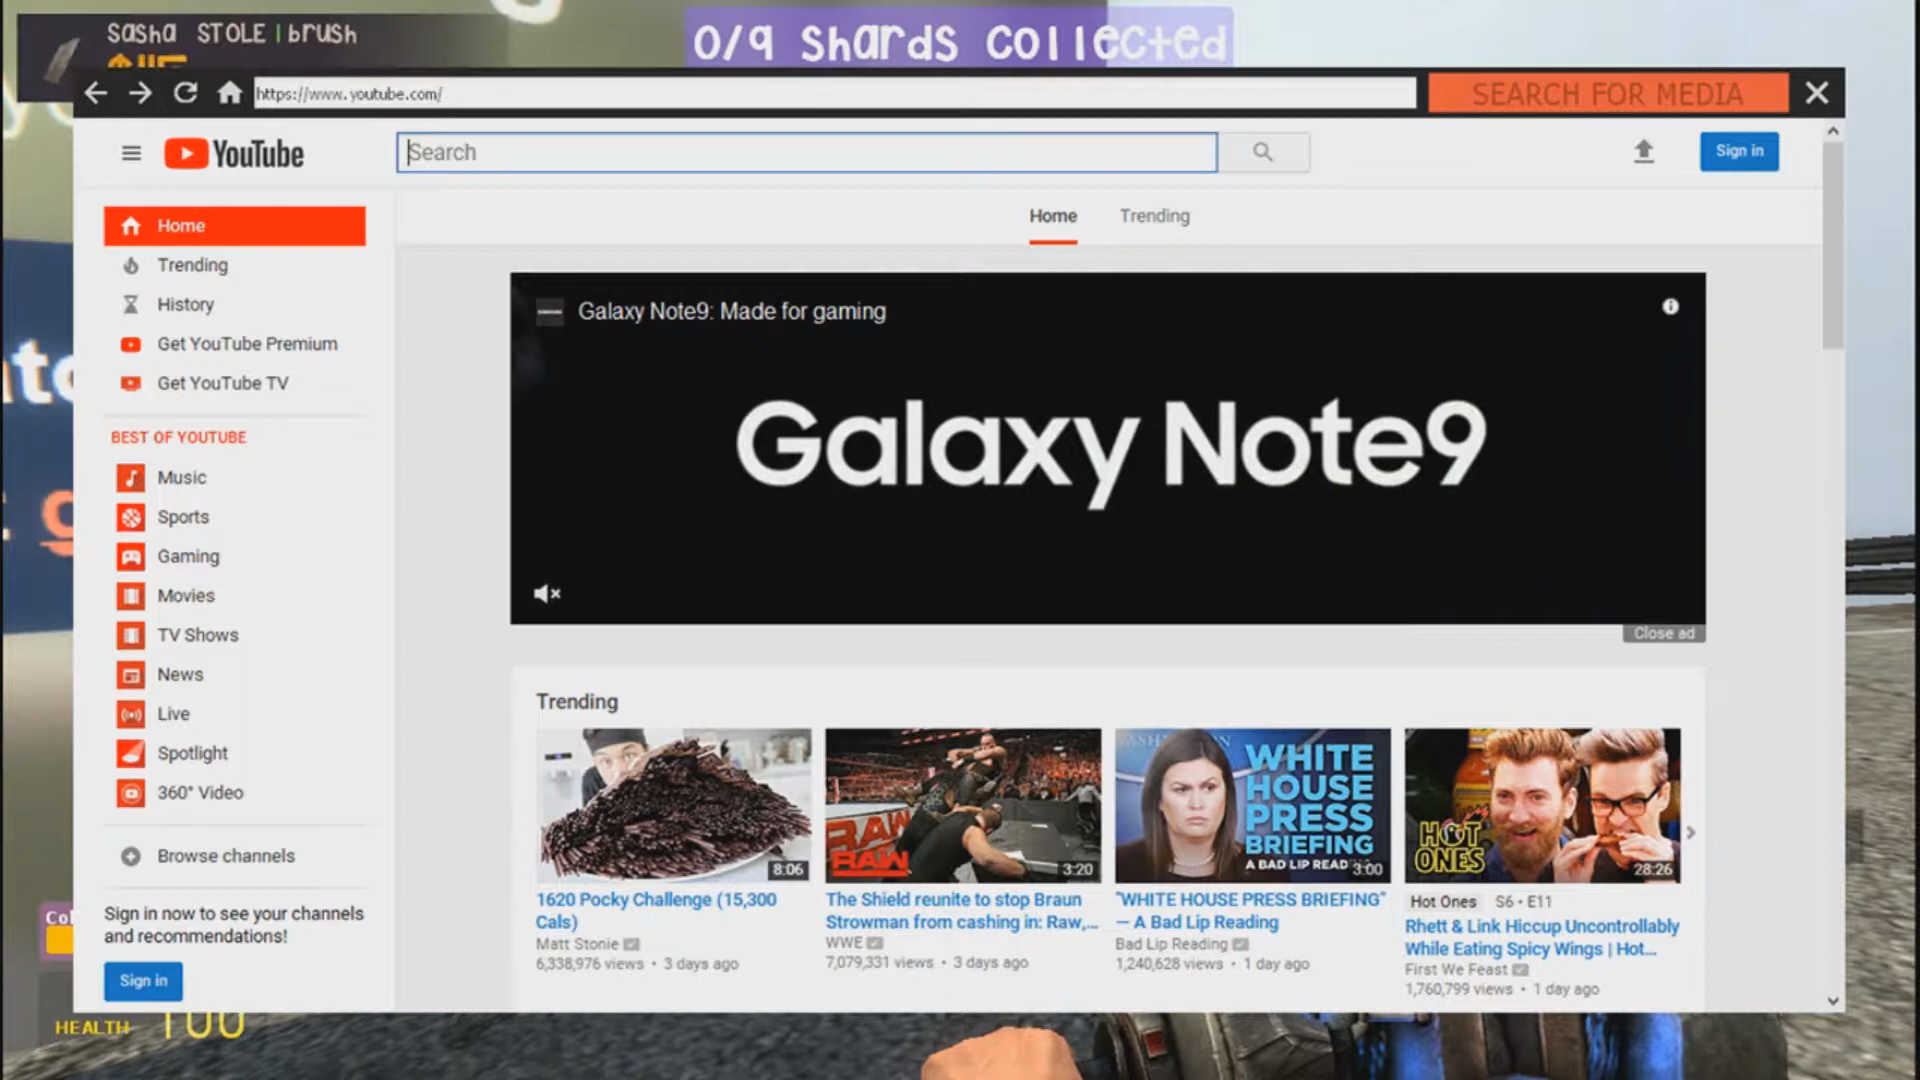 Sasha STOLE | brush
0/9 Shards Collected
https://www.youtube.com/
SEARCH FOR MEDIA
YouTube
Search
Sign in
Home
Trending
History
Get YouTube Premium
Get YouTube TV
BEST OF YOUTUBE
Music
Sports
Gaming
Movies
TV Shows
News
Live
Spotlight
360° Video
Browse channels
Sign in now to see your channels
and recommendations!
Sign in
Home Trending
Galaxy Note9: Made for gaming
Galaxy Note9
Close ad
Trending
8:06
1620 Pocky Challenge (15,300
Cals)
Matt Stonie
6,338,976 views • 3 days ago
RAW
RAW
3:20
The Shield reunite to stop Braun
Strowman from cashing in: Raw,...
WWE
7,079,331 views • 3 days ago
WHITE
HOUSE
PRESS
BRIEFING
A BAD LIP READ
3:00
"WHITE HOUSE PRESS BRIEFING"
— A Bad Lip Reading
Bad Lip Reading
1,240,628 views • 1 day ago
HOT
ONES
28:26
Hot Ones S6 • E11
Rhett & Link Hiccup Uncontrollably
While Eating Spicy Wings | Hot...
First We Feast
1,760,799 views • 1 day ago
HEALTH 100